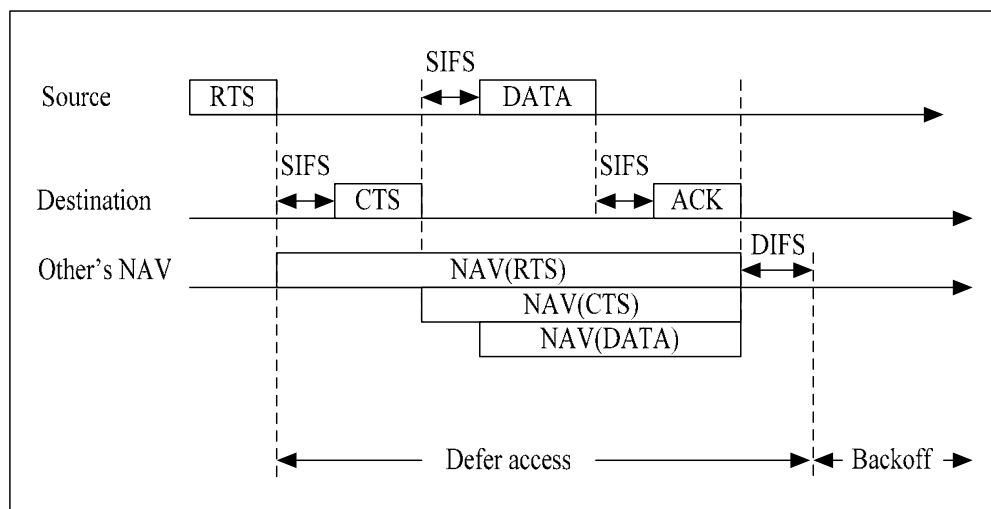 SIFS
Source
RTS
DATA
SIFS
SIFS
Destination
CTS
ACK
DIFS
Other's NAV
NAV(RTS)
NAV(CTS)
NAV(DATA)
Defer access
Backoff